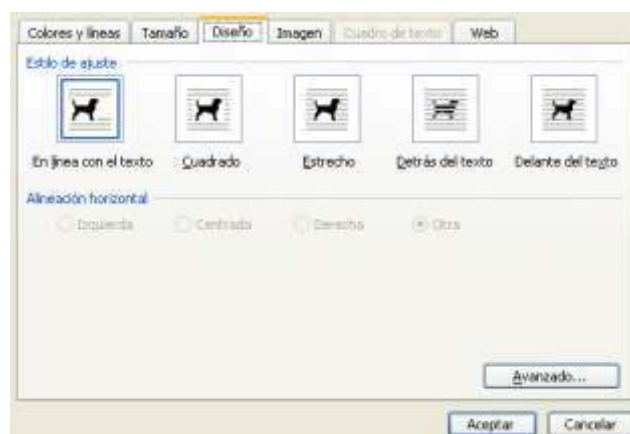 Colores y líneas Tamaño Diseño Imagen Cuadro de texto Web
Estilo de ajuste
En línea con el texto Cuadrado Estrecho Detrás del texto Delante del texto
Alineación horizontal
Izquierda Centrada Derecha Otra
Avanzado...
Aceptar Cancelar